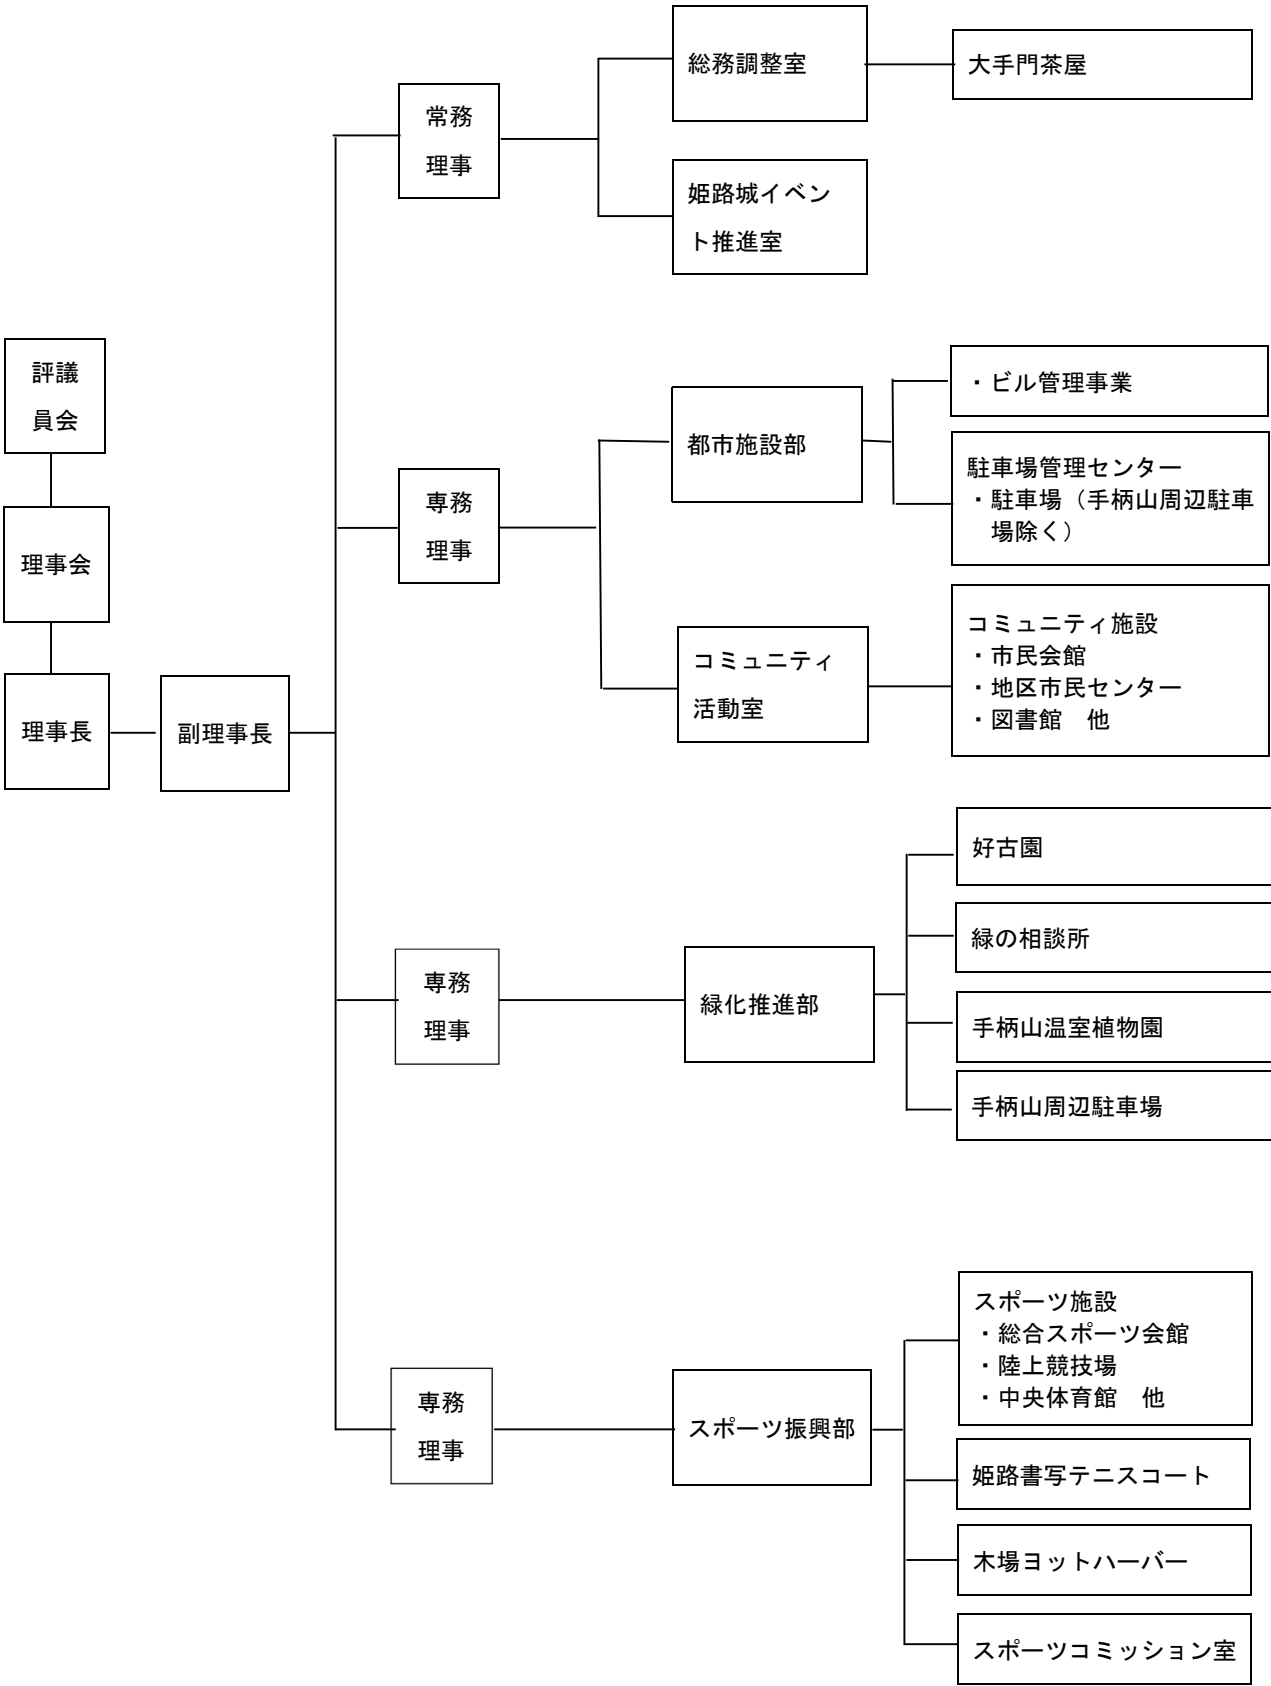 総務調整室
大手門茶屋
常務
理事
姫路城イベン
ト推進室
評議
員会
理事会
理事長
副理事長
専務
理事
都市施設部
・ビル管理事業
駐車場管理センター
・駐車場（手柄山周辺駐車
場除く）
コミュニティ
活動室
コミュニティ施設
・市民会館
・地区市民センター
・図書館　他
専務
理事
緑化推進部
好古園
緑の相談所
手柄山温室植物園
手柄山周辺駐車場
専務
理事
スポーツ振興部
スポーツ施設
・総合スポーツ会館
・陸上競技場
・中央体育館　他
姫路書写テニスコート
木場ヨットハーバー
スポーツコミッション室